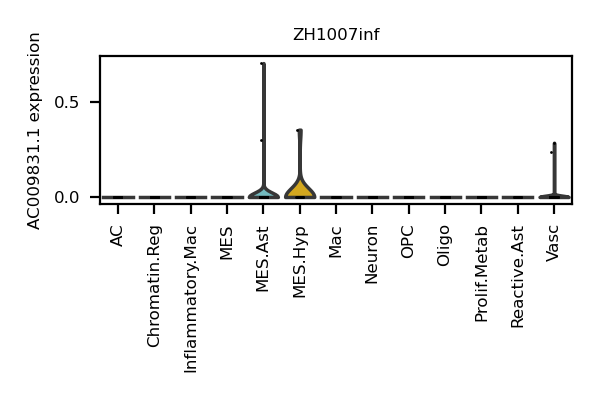 ZH1007inf
AC009831.1 expression
0.5
0.0
AC
Chromatin.Reg
Inflammatory.Mac
MES
MES.Ast
MES.Hyp
Mac
Neuron
OPC
Oligo
Prolif.Metab
Reactive.Ast
Vasc